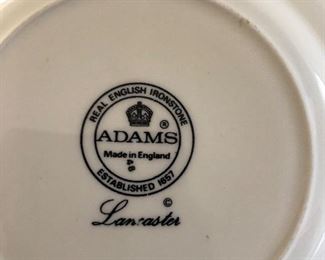 REAL ENGLISH IRONSTONE
ADAMS ®
Made in England
ESTABLISHED 1657
©
Lancaster